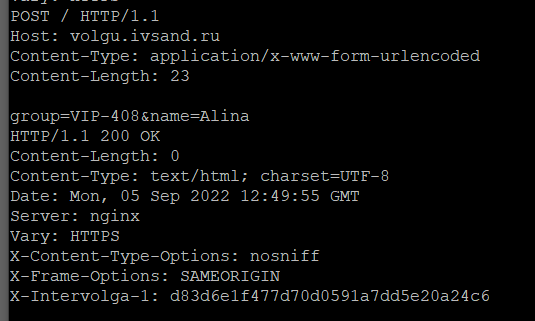 POST / HTTP/1.1
Host: volgu.ivsand.ru
Content-Type: application/x-www-form-urlencoded
Content-Length: 23

group=VIP-408&name=Alina
HTTP/1.1 200 OK
Content-Length: 0
Content-Type: text/html; charset=UTF-8
Date: Mon, 05 Sep 2022 12:49:55 GMT
Server: nginx
Vary: HTTPS
X-Content-Type-Options: nosniff
X-Frame-Options: SAMEORIGIN
X-Intervolga-1: d83d6e1f477d70d0591a7dd5e20a24c6